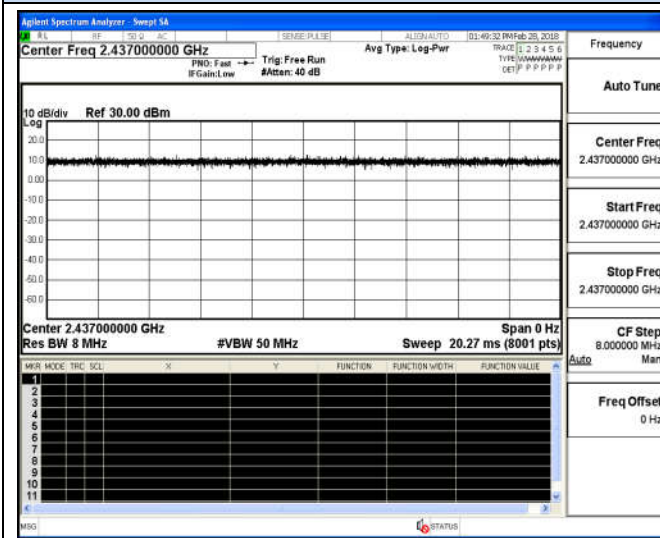 Agilent Spectrum Analyzer - Swept SA
RL RF 50 Ω AC SENSE:PULSE ALIGN AUTO 01:49:32 PM Feb 28, 2018
Center Freq 2.437000000 GHz
PNO: Fast
IFGain:Low
Trig: Free Run
#Atten: 40 dB
Avg Type: Log-Pwr
TRACE 1 2 3 4 5 6
TYPE
DET P P P P P P
10 dB/div Ref 30.00 dBm
Log
20.0
10.0
0.00
-10.0
-20.0
-30.0
-40.0
-50.0
-60.0
Center 2.437000000 GHz Span 0 Hz
Res BW 8 MHz #VBW 50 MHz Sweep 20.27 ms (8001 pts)
MKR MODE TRC SCL X Y FUNCTION FUNCTION WIDTH FUNCTION VALUE
1
2
3
4
5
6
7
8
9
10
11
MSG STATUS
Frequency
Auto Tune
Center Freq
2.437000000 GHz
Start Freq
2.437000000 GHz
Stop Freq
2.437000000 GHz
CF Step
8.000000 MHz
Auto Man
Freq Offset
0 Hz